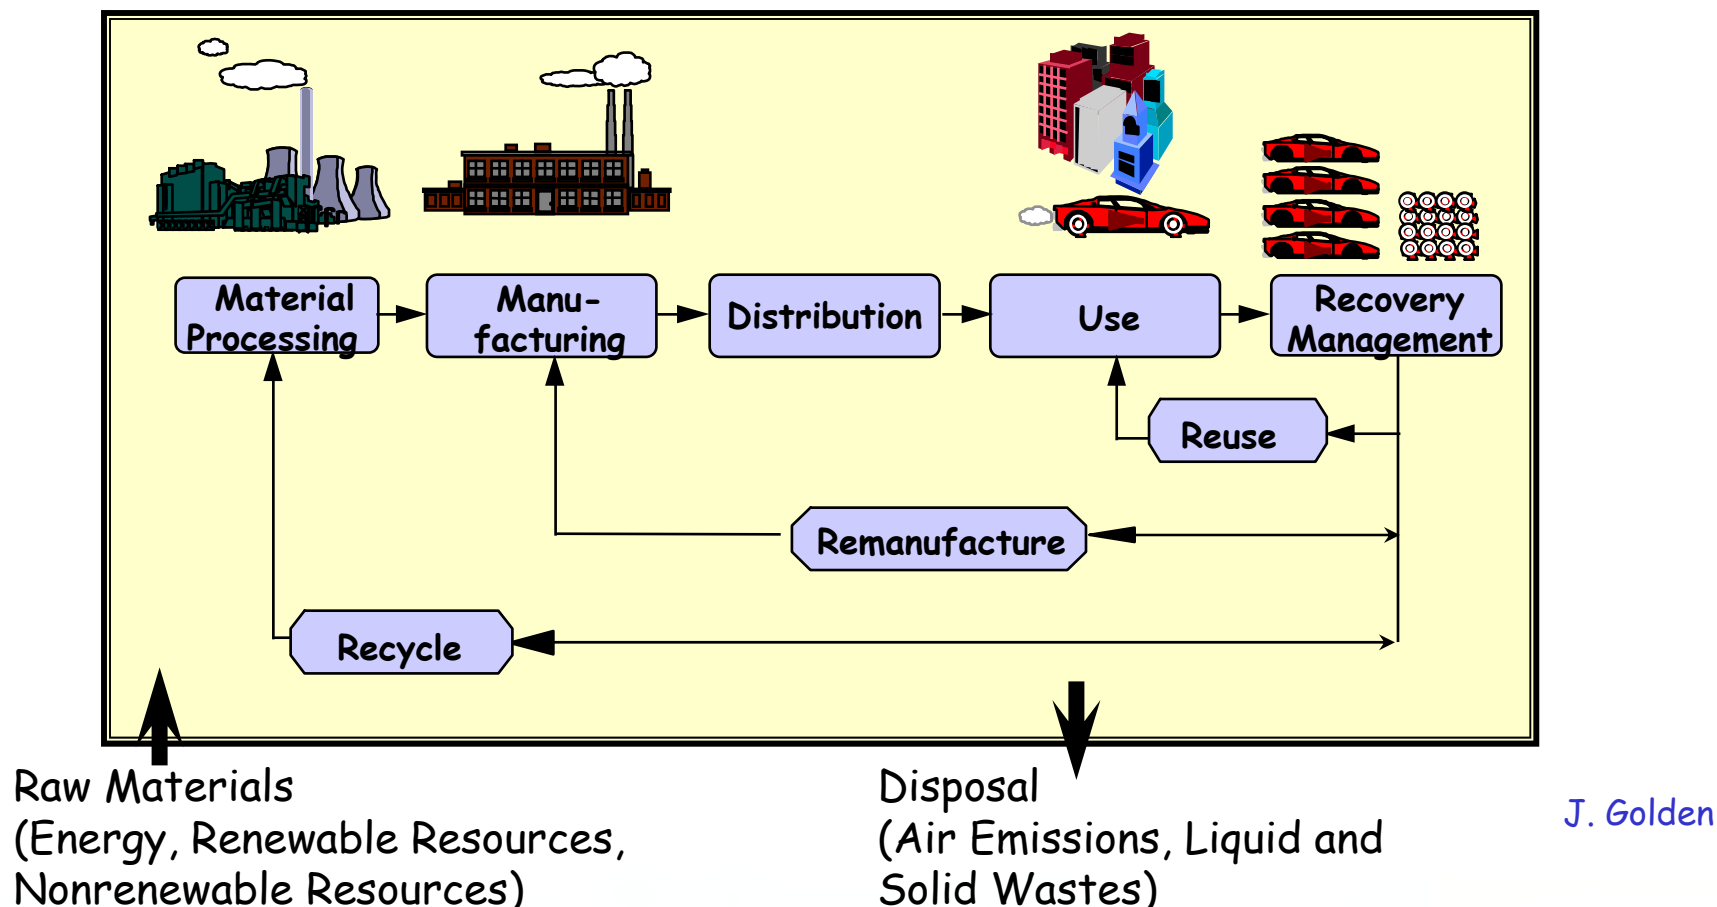 Material
Processing
Manu-
facturing
Distribution
Use
Recovery
Management
Reuse
Remanufacture
Recycle
Raw Materials
(Energy, Renewable Resources,
Nonrenewable Resources)
Disposal
(Air Emissions, Liquid and
Solid Wastes)
J. Golden